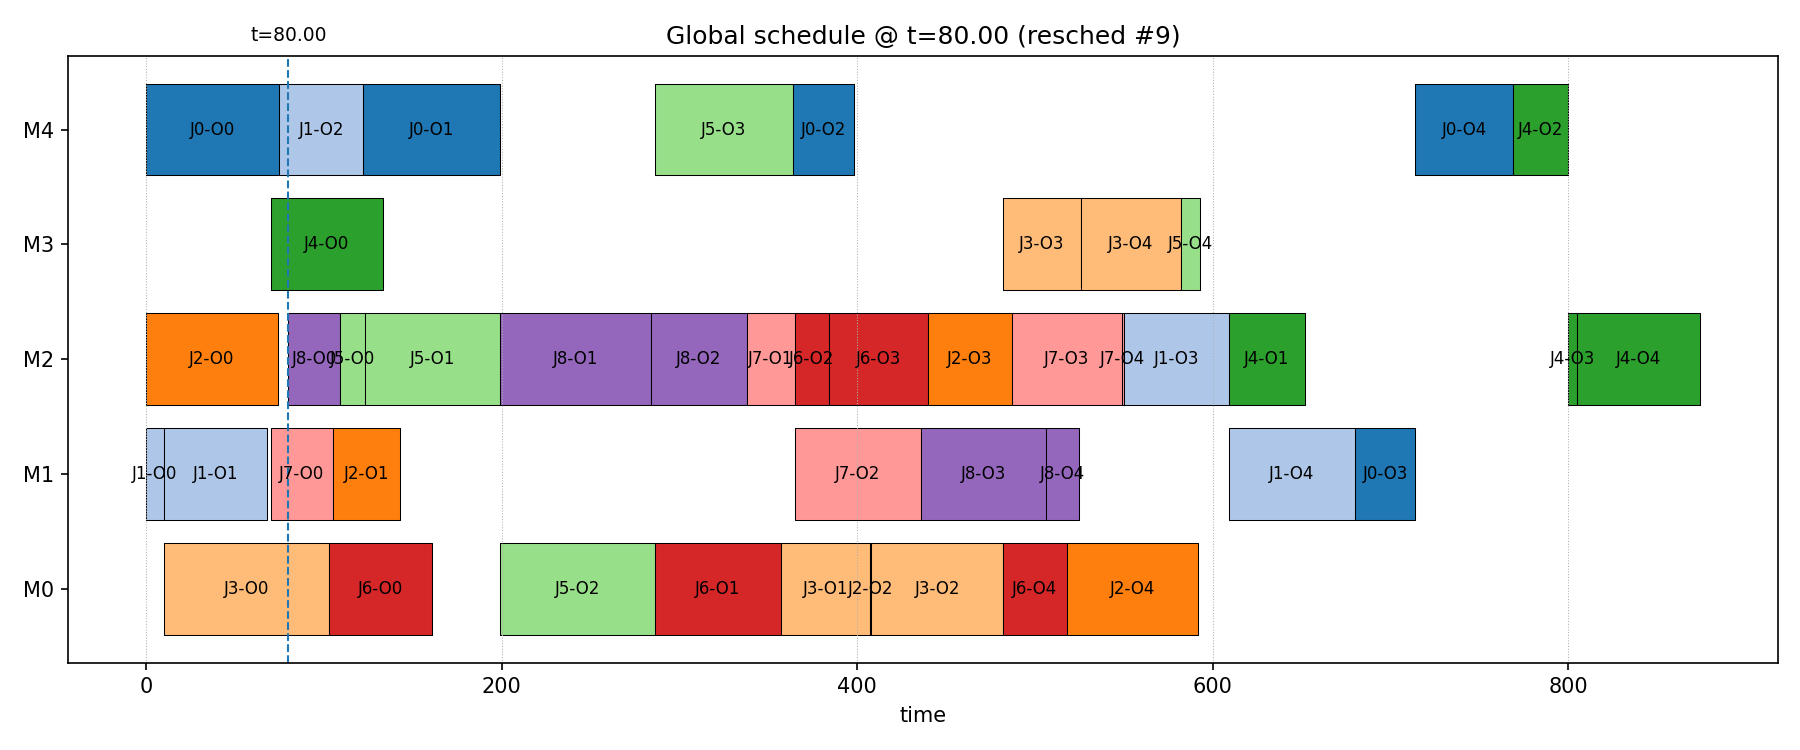 t=80.00
Global schedule @ t=80.00 (resched #9)
M4
J0-O0
J1-O2
J0-O1
J5-O3
J0-O2
J0-O4
J4-O2
M3
J4-O0
J3-O3
J3-O4
J5-O4
M2
J2-O0
J8-O0
J5-O0
J5-O1
J8-O1
J8-O2
J7-O1
J6-O2
J6-O3
J2-O3
J7-O3
J7-O4
J1-O3
J4-O1
J4-O3
J4-O4
M1
J1-O0
J1-O1
J7-O0
J2-O1
J7-O2
J8-O3
J8-O4
J1-O4
J0-O3
M0
J3-O0
J6-O0
J5-O2
J6-O1
J3-O1
J2-O2
J3-O2
J6-O4
J2-O4
0
200
400
600
800
time